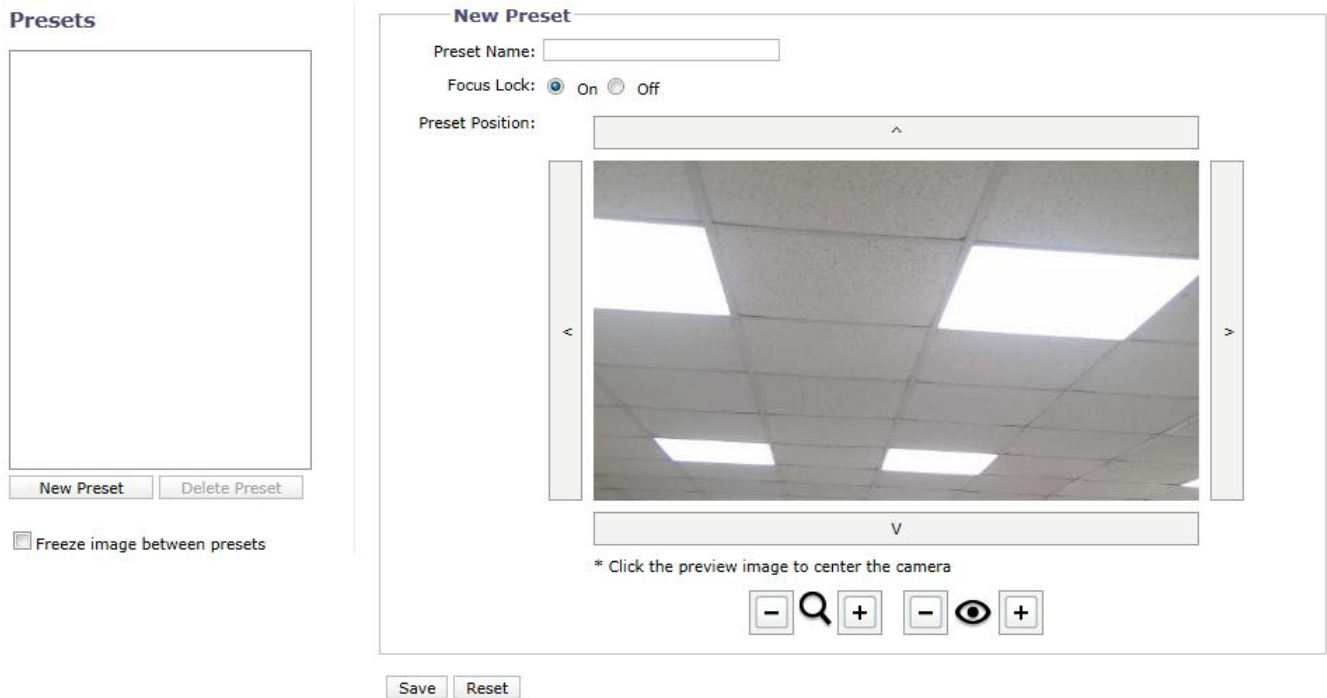 Presets
New Preset
Delete Preset
Freeze image between presets
New Preset
Preset Name:
Focus Lock: On Off
Preset Position:
^
< >
V
* Click the preview image to center the camera
- + - +
Save Reset